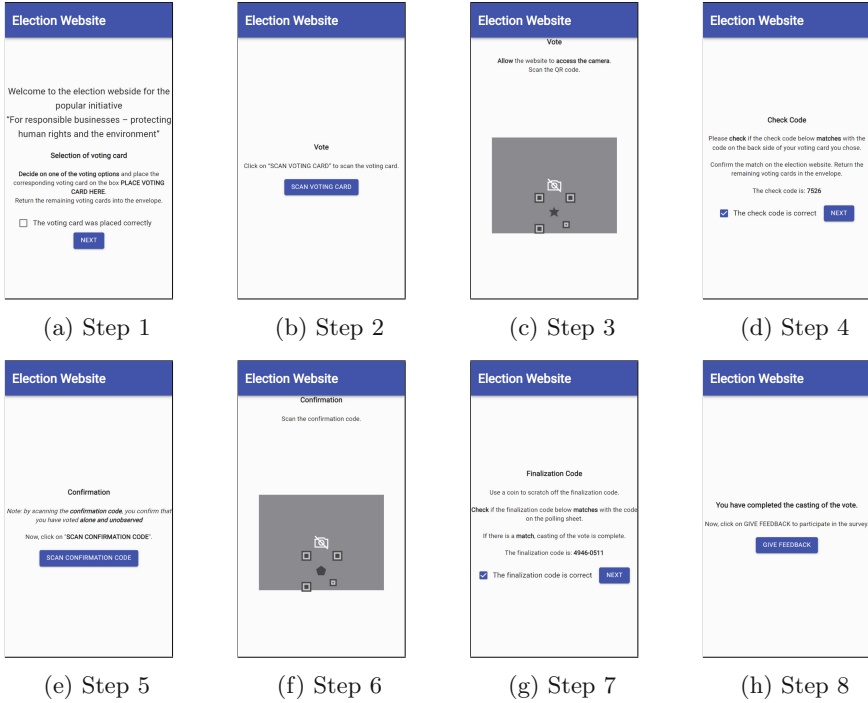 Election Website
Welcome to the election webside for the
popular initiative
"For responsible businesses – protecting
human rights and the environment"
Selection of voting card
Decide on one of the voting options and place the
corresponding voting card on the box PLACE VOTING
CARD HERE.
Return the remaining voting cards into the envelope.
The voting card was placed correctly
NEXT
(a) Step 1
Election Website
Vote
Click on "SCAN VOTING CARD" to scan the voting card.
SCAN VOTING CARD
(b) Step 2
Election Website
Vote
Allow the website to access the camera.
Scan the QR code.
(c) Step 3
Election Website
Check Code
Please check if the check code below matches with the
code on the back side of your voting card you chose.
Confirm the match on the election website. Return the
remaining voting cards in the envelope.
The check code is: 7526
The check code is correct NEXT
(d) Step 4
Election Website
Confirmation
Note: by scanning the confirmation code, you confirm that
you have voted alone and unobserved
Now, click on "SCAN CONFIRMATION CODE".
SCAN CONFIRMATION CODE
(e) Step 5
Election Website
Confirmation
Scan the confirmation code.
(f) Step 6
Election Website
Finalization Code
Use a coin to scratch off the finalization code.
Check if the finalization code below matches with the code
on the polling sheet.
If there is a match, casting of the vote is complete.
The finalization code is: 4946-0511
The finalization code is correct NEXT
(g) Step 7
Election Website
You have completed the casting of the vote.
Now, click on GIVE FEEDBACK to participate in the survey.
GIVE FEEDBACK
(h) Step 8